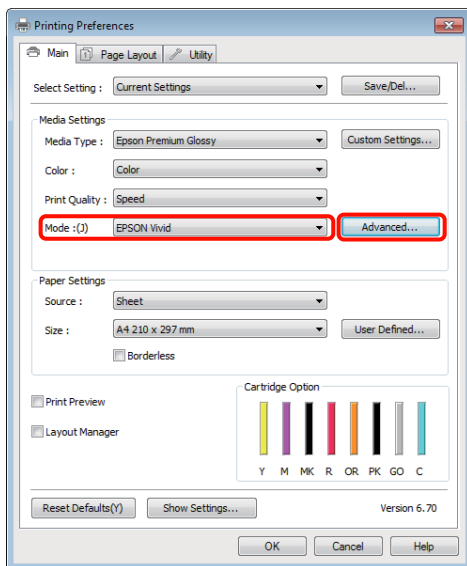 Printing Preferences
Main Page Layout Utility
Select Setting : Current Settings Save/Del...
Media Settings
Media Type : Epson Premium Glossy Custom Settings...
Color : Color
Print Quality : Speed
Mode :(J) EPSON Vivid Advanced...
Paper Settings
Source : Sheet
Size : A4 210 x 297 mm User Defined...
Borderless
Cartridge Option
Print Preview
Layout Manager
Y M MK R OR PK GO C
Reset Defaults(Y) Show Settings... Version 6.70
OK Cancel Help